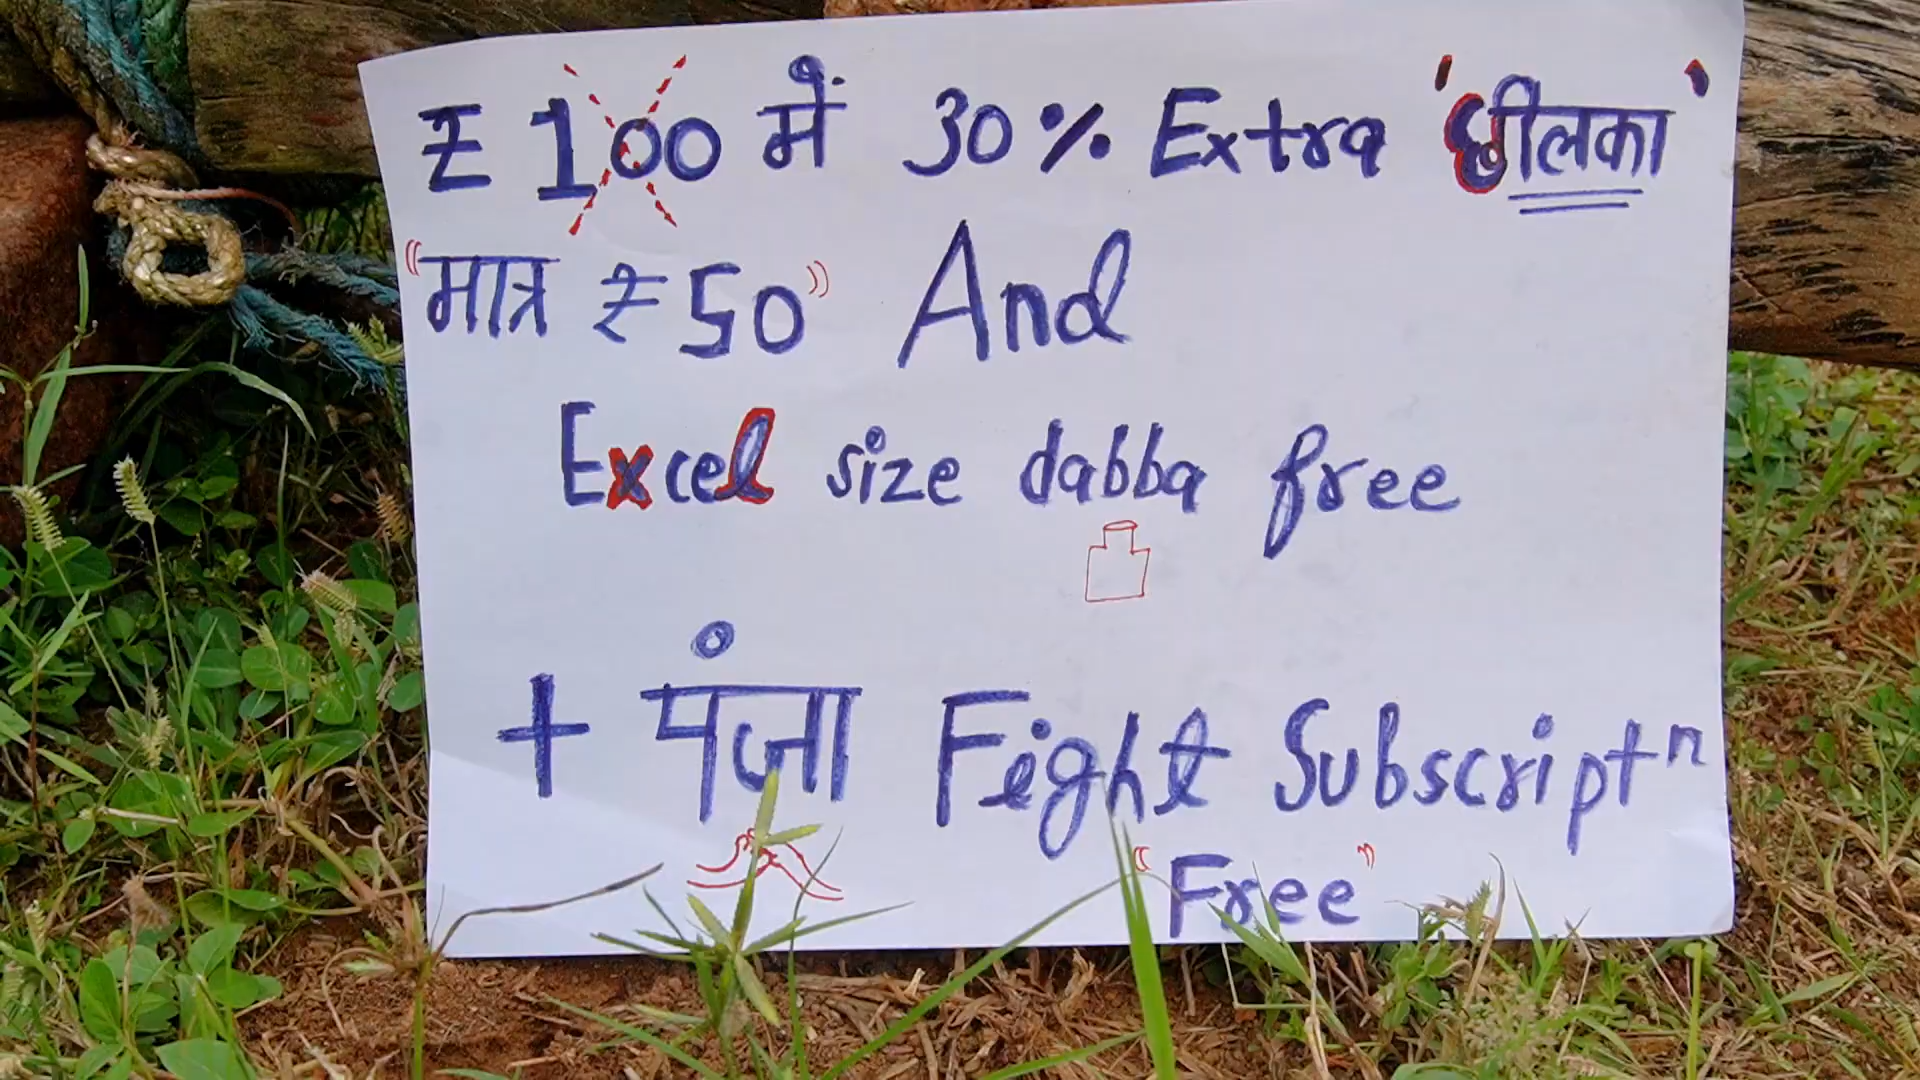 ₹ 100 में 30% Extra 'छीलका'
"मात्र ₹50" And
Excel size dabba free
+ पंजा Fight Subscriptⁿ
"Free"